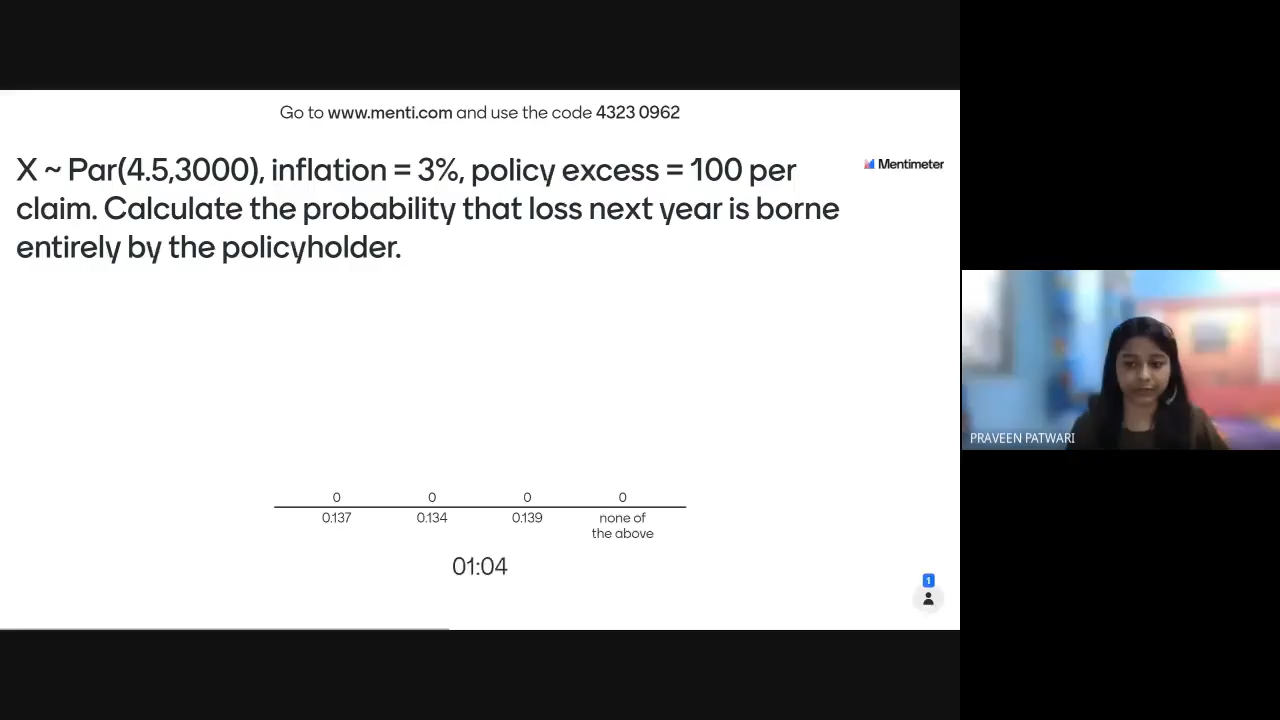 Go to www.menti.com and use the code 4323 0962
X ~ Par(4.5,3000), inflation = 3%, policy excess = 100 per
claim. Calculate the probability that loss next year is borne
entirely by the policyholder.
Mentimeter
PRAVEEN PATWARI
0
0
0
0
0.137
0.134
0.139
none of
the above
01:04
1